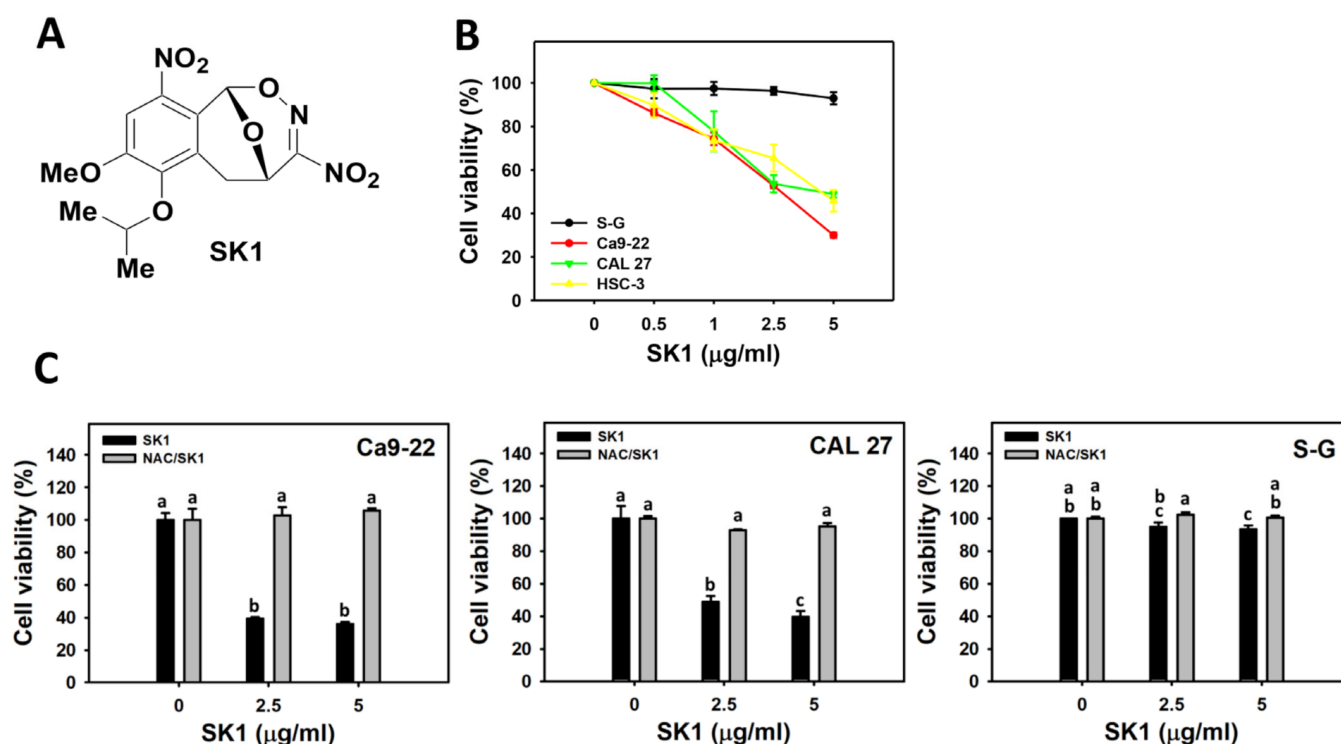 A
NO₂
O
N
O
MeO
NO₂
Me
O
Me
SK1
B
Cell viability (%)
100
80
60
40
20
0
S-G
Ca9-22
CAL 27
HSC-3
0 0.5 1 2.5 5
SK1 (μg/ml)
C
Cell viability (%)
140
120
100
80
60
40
20
0
SK1
NAC/SK1
Ca9-22
a a a a
b b
0 2.5 5
SK1 (μg/ml)
Cell viability (%)
140
120
100
80
60
40
20
0
SK1
NAC/SK1
CAL 27
a a a a
b c
0 2.5 5
SK1 (μg/ml)
Cell viability (%)
140
120
100
80
60
40
20
0
SK1
NAC/SK1
S-G
a a b a a
b b c c b
0 2.5 5
SK1 (μg/ml)